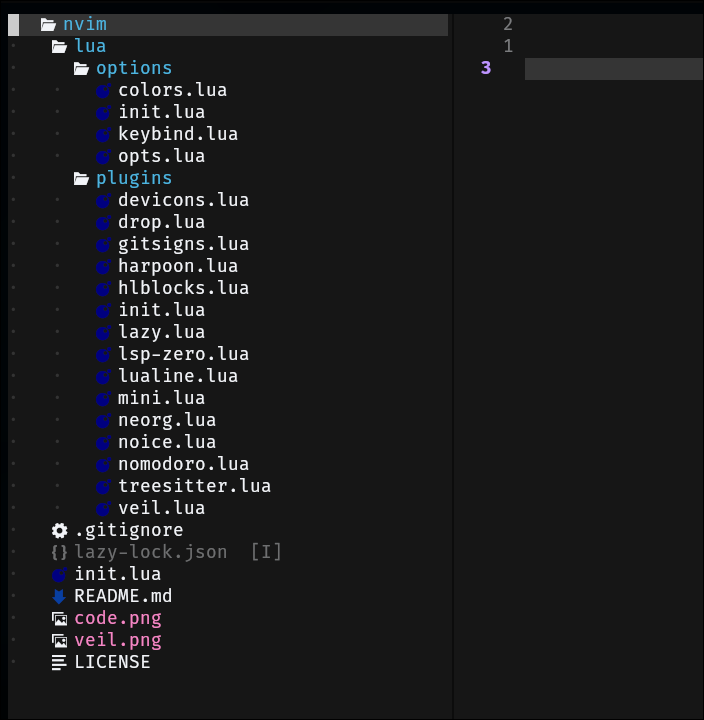 nvim
lua
options
colors.lua
init.lua
keybind.lua
opts.lua
plugins
devicons.lua
drop.lua
gitsigns.lua
harpoon.lua
hlblocks.lua
init.lua
lazy.lua
lsp-zero.lua
lualine.lua
mini.lua
neorg.lua
noice.lua
nomodoro.lua
treesitter.lua
veil.lua
.gitignore
{} lazy-lock.json [I]
init.lua
README.md
code.png
veil.png
LICENSE
2
1
3